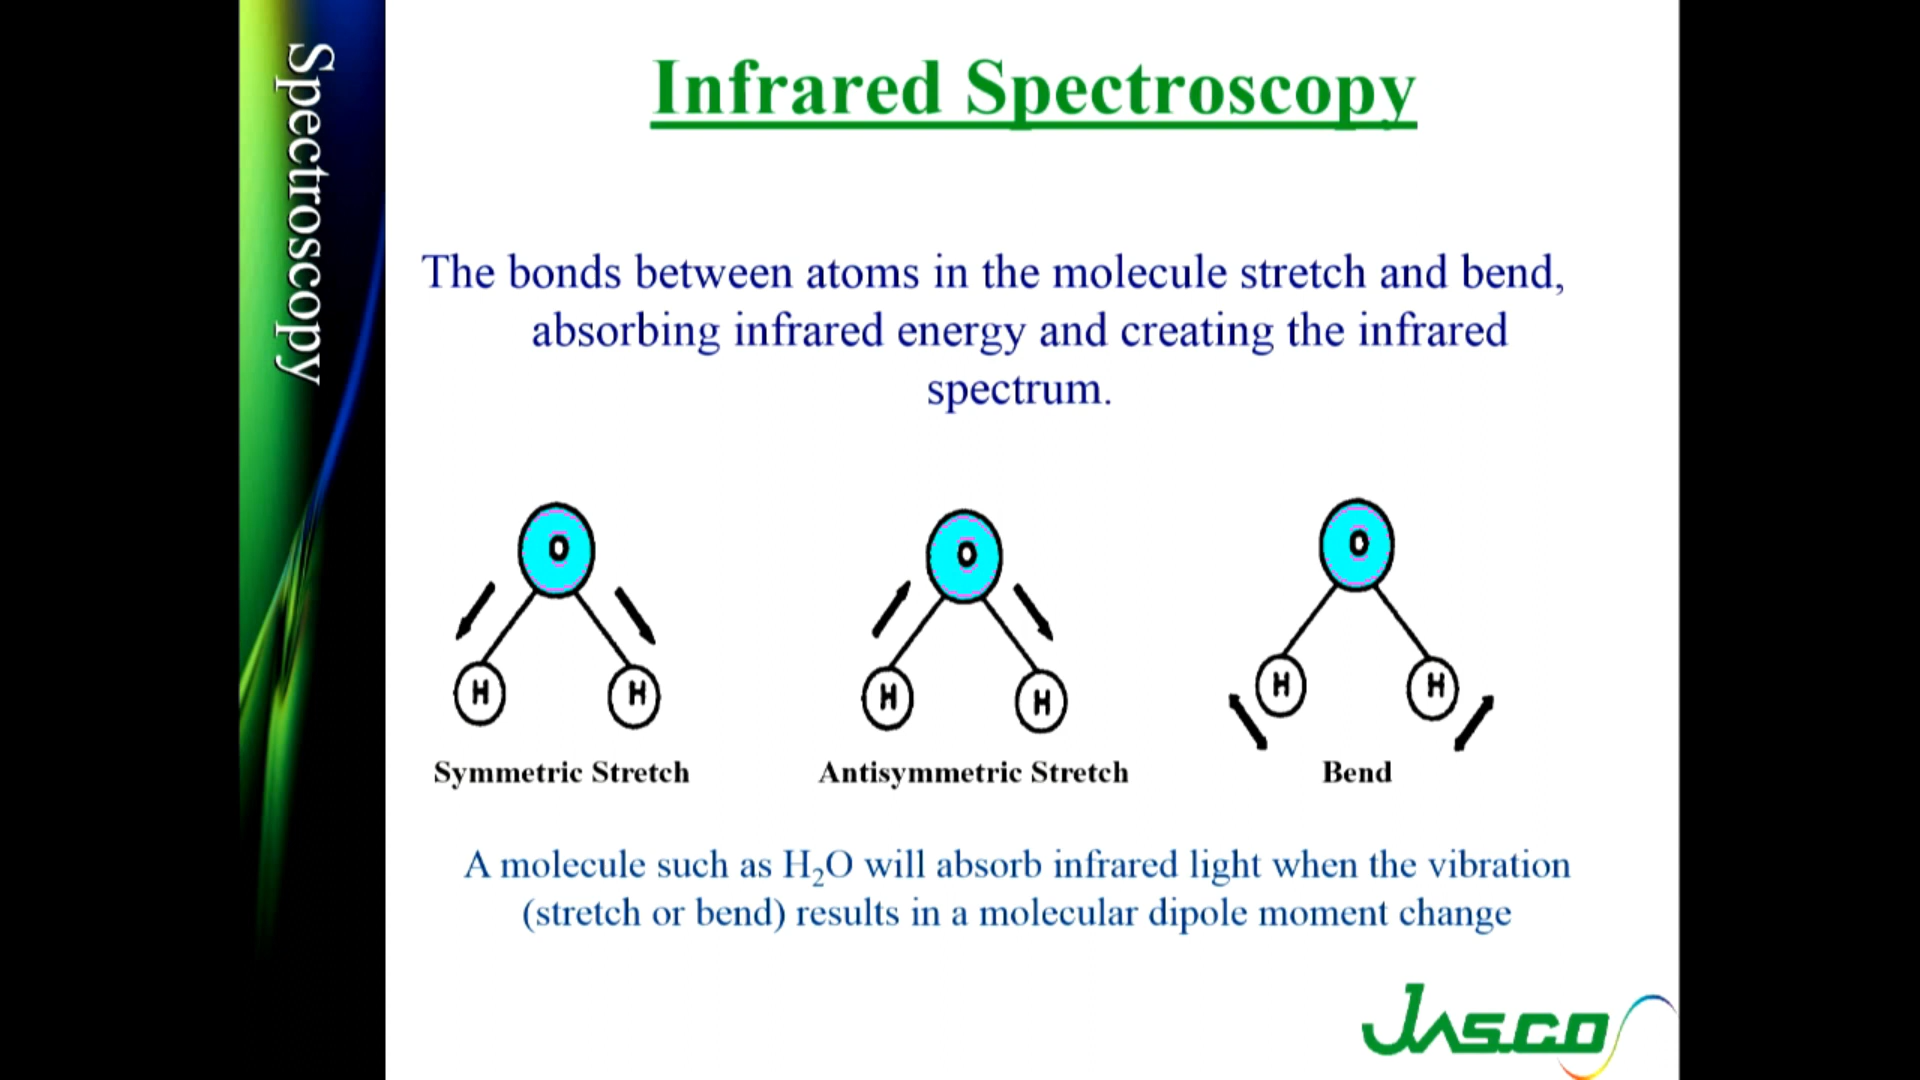 Spectroscopy
Infrared Spectroscopy
The bonds between atoms in the molecule stretch and bend,
absorbing infrared energy and creating the infrared
spectrum.
O
O
O
H
H
H
H
H
H
Symmetric Stretch
Antisymmetric Stretch
Bend
A molecule such as H₂O will absorb infrared light when the vibration
(stretch or bend) results in a molecular dipole moment change
JASCO